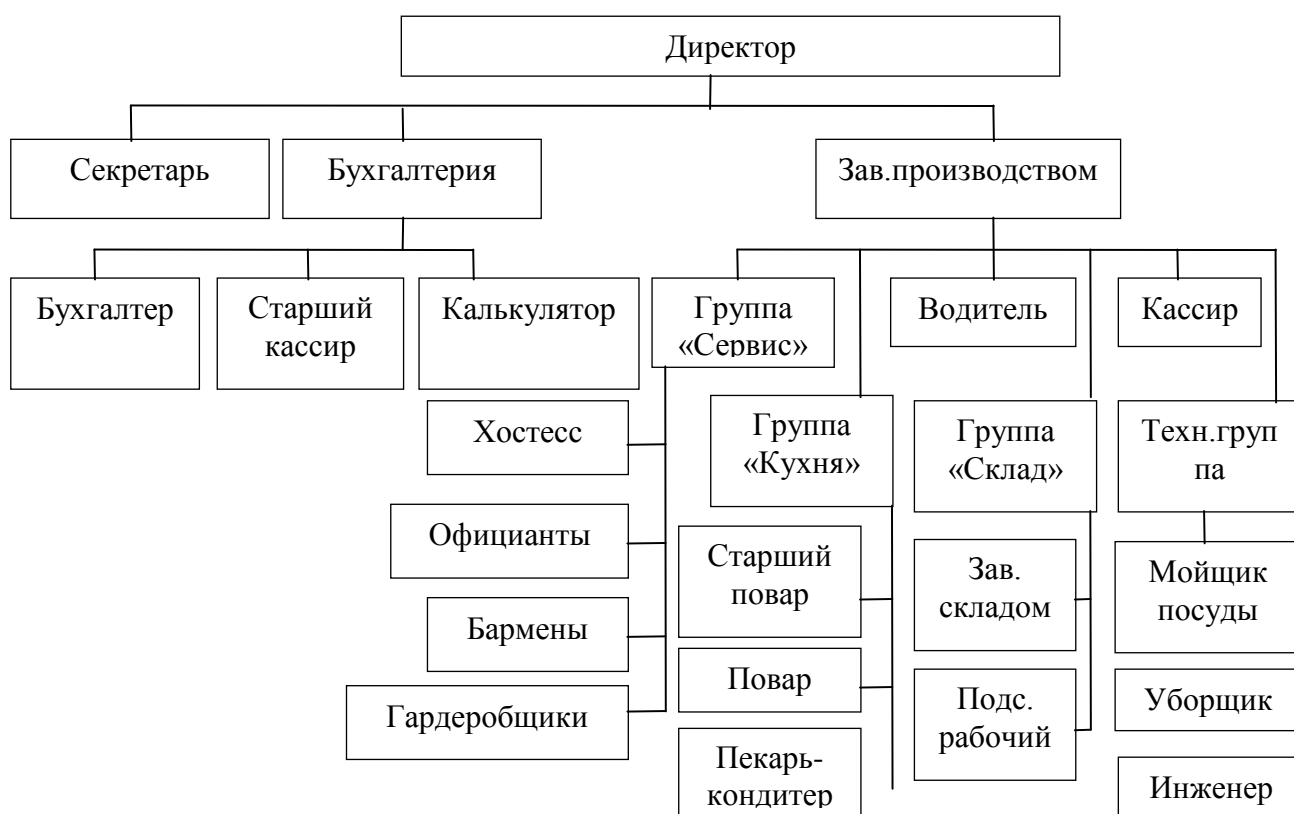 Директор
Секретарь
Бухгалтерия
Зав.производством
Бухгалтер
Старший
кассир
Калькулятор
Группа
«Сервис»
Водитель
Кассир
Хостесс
Группа
«Кухня»
Группа
«Склад»
Техн.груп
па
Официанты
Старший
повар
Зав.
складом
Мойщик
посуды
Бармены
Повар
Подс.
рабочий
Уборщик
Гардеробщики
Пекарь-
кондитер
Инженер